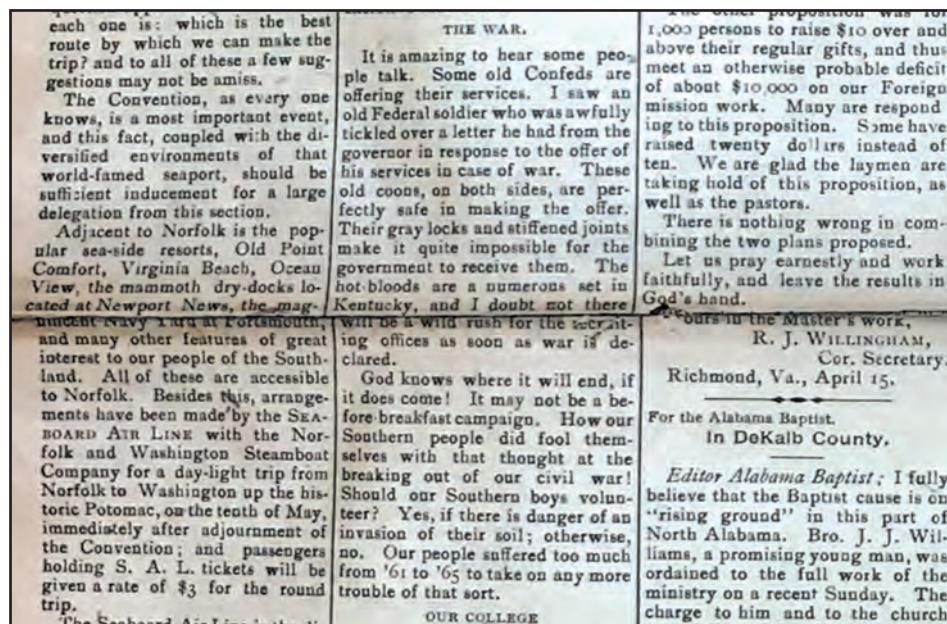 each one is: which is the best
route by which we can make the
trip? and to all of these a few sug-
gestions may not be amiss.
The Convention, as every one
knows, is a most important event,
and this fact, coupled with the di-
versified environments of that
world-famed seaport, should be
sufficient inducement for a large
delegation from this section.
Adjacent to Norfolk is the pop-
ular sea-side resorts, Old Point
Comfort, Virginia Beach, Ocean
View, the mammoth dry-docks lo-
cated at Newport News, the mag-
nificent Navy Yard at Portsmouth,
and many other features of great
interest to our people of the South-
land. All of these are accessible
to Norfolk. Besides this, arrange-
ments have been made by the SEA-
BOARD AIR LINE with the Nor-
folk and Washington Steamboat
Company for a day-light trip from
Norfolk to Washington up the his-
toric Potomac, on the tenth of May,
immediately after adjournment of
the Convention; and passengers
holding S. A. L. tickets will be
given a rate of $3 for the round
trip.
The Seaboard Air Line is the
THE WAR.
It is amazing to hear some peo-
ple talk. Some old Confeds are
offering their services. I saw an
old Federal soldier who was awfully
tickled over a letter he had from the
governor in response to the offer of
his services in case of war. These
old coons, on both sides, are per-
fectly safe in making the offer.
Their gray locks and stiffened joints
make it quite impossible for the
government to receive them. The
hot-bloods are a numerous set in
Kentucky, and I doubt not there
will be a wild rush for the recruit-
ing offices as soon as war is de-
clared.
God knows where it will end, if
it does come! It may not be a be-
fore-breakfast campaign. How our
Southern people did fool them-
selves with that thought at the
breaking out of our civil war!
Should our Southern boys volun-
teer? Yes, if there is danger of an
invasion of their soil; otherwise,
no. Our people suffered too much
from '61 to '65 to take on any more
trouble of that sort.
OUR COLLEGE
The other proposition was for
1,000 persons to raise $10 over and
above their regular gifts, and thus
meet an otherwise probable deficit
of about $10,000 on our Foreign
mission work. Many are respond
ing to this proposition. Some have
raised twenty dollars instead of
ten. We are glad the laymen are
taking hold of this proposition, as
well as the pastors.
There is nothing wrong in com-
bining the two plans proposed.
Let us pray earnestly and work
faithfully, and leave the results in
God's hand.
Yours in the Master's work,
R. J. WILLINGHAM,
Cor. Secretary.
Richmond, Va., April 15.
For the Alabama Baptist.
In DeKalb County.
Editor Alabama Baptist: I fully
believe that the Baptist cause is on
"rising ground" in this part of
North Alabama. Bro. J. J. Wil-
liams, a promising young man, was
ordained to the full work of the
ministry on a recent Sunday. The
charge to him and to the church